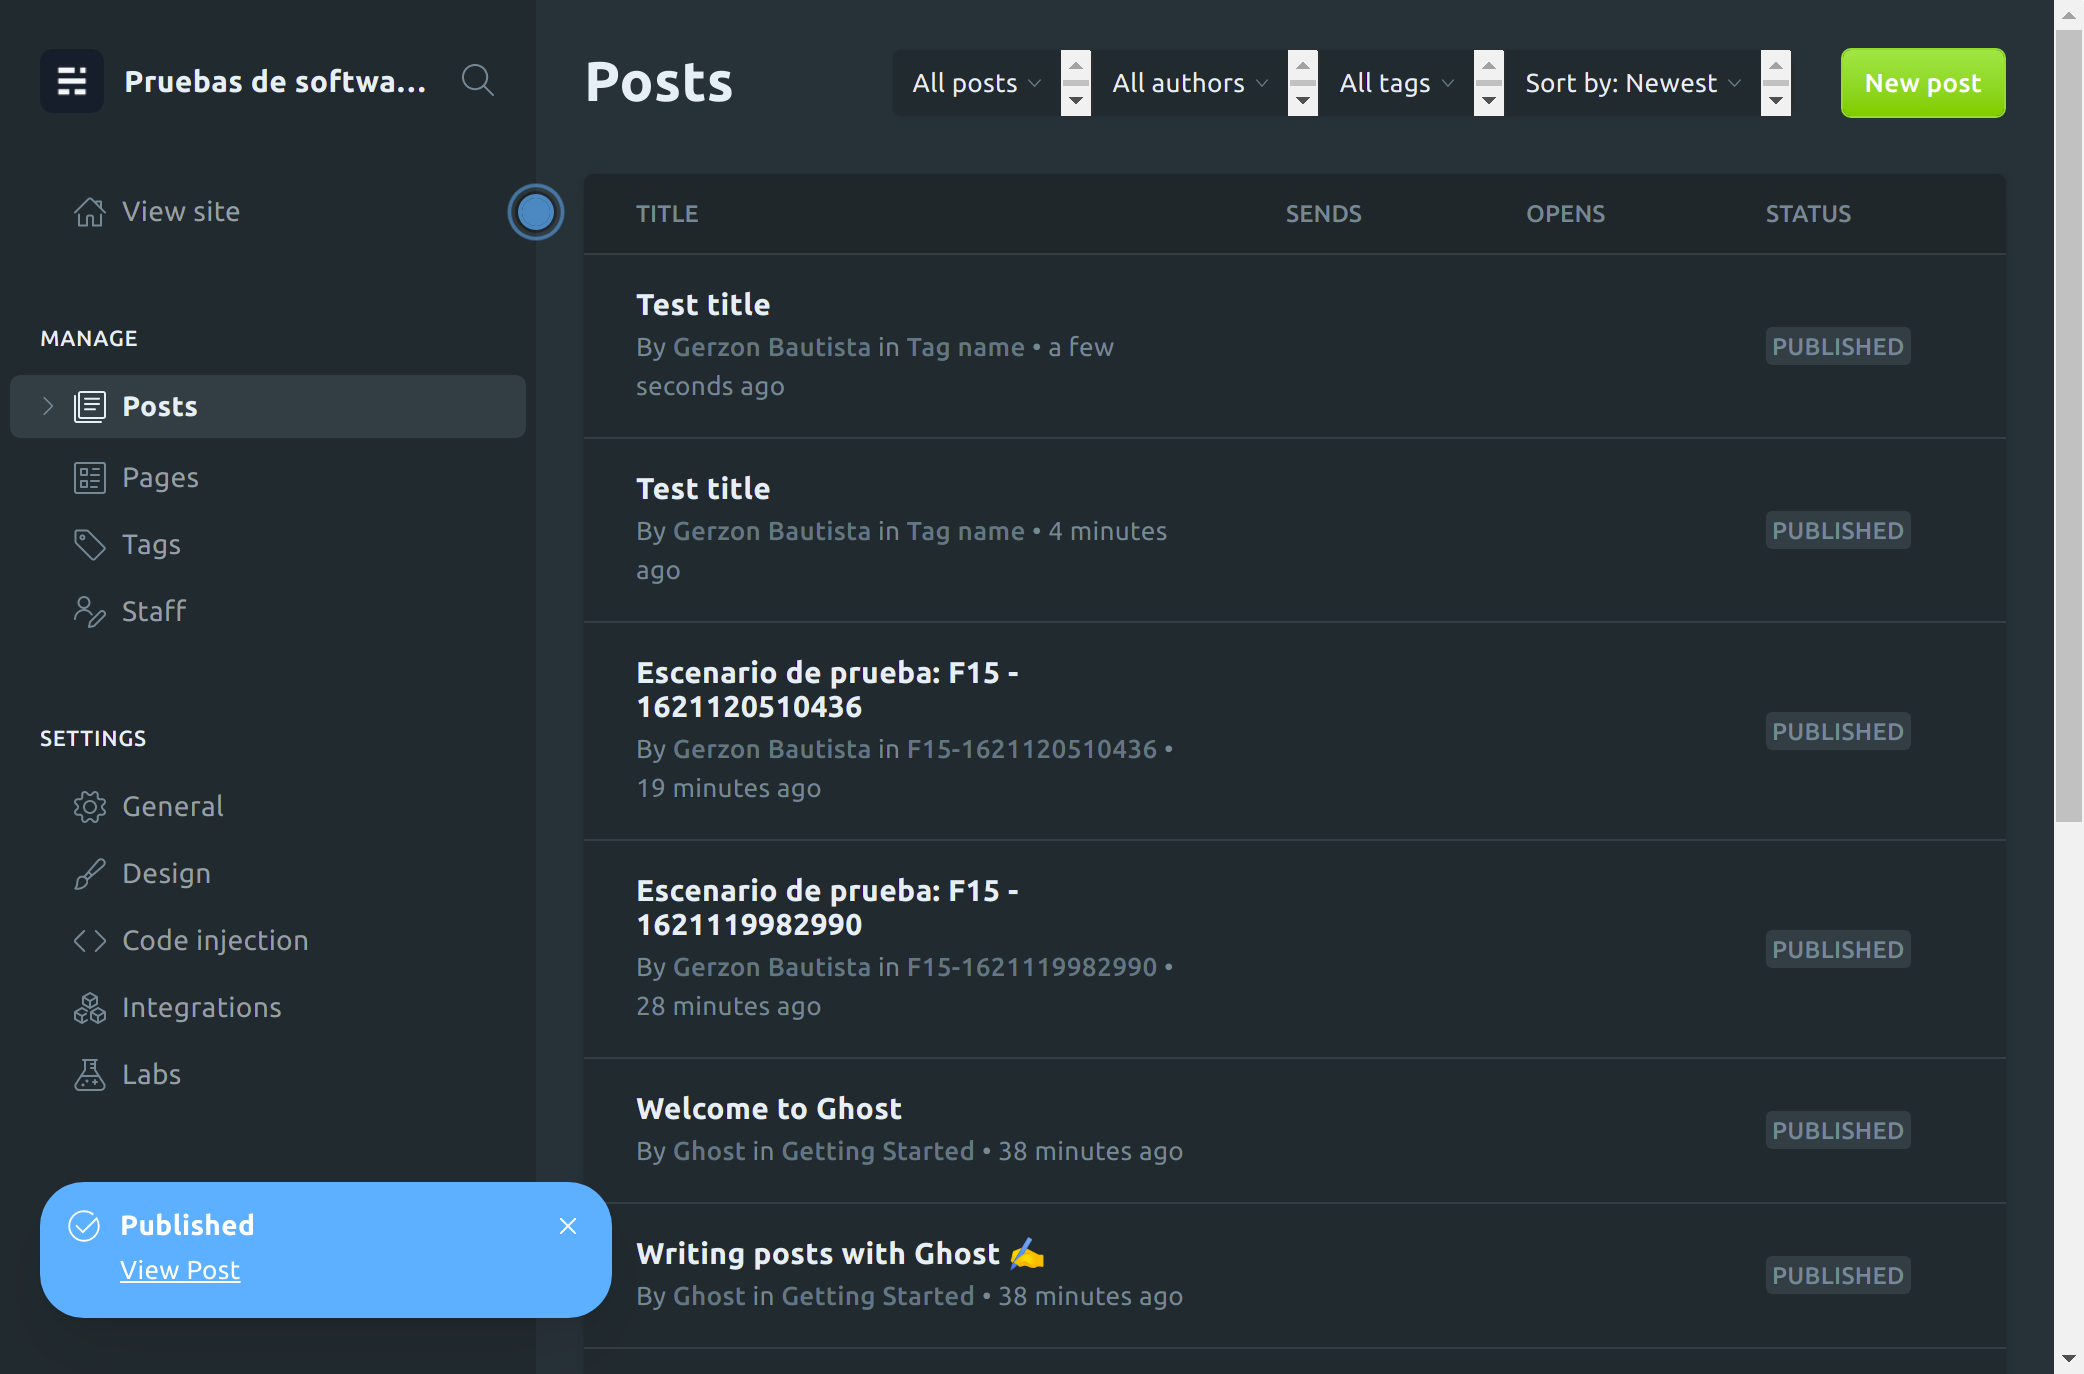 Pruebas de softwa...
View site
MANAGE
Posts
Pages
Tags
Staff
SETTINGS
General
Design
Code injection
Integrations
Labs
Published
View Post
Posts
All posts
All authors
All tags
Sort by: Newest
New post
TITLE SENDS OPENS STATUS
Test title
By Gerzon Bautista in Tag name • a few
seconds ago
PUBLISHED
Test title
By Gerzon Bautista in Tag name • 4 minutes
ago
PUBLISHED
Escenario de prueba: F15 -
1621120510436
By Gerzon Bautista in F15-1621120510436 •
19 minutes ago
PUBLISHED
Escenario de prueba: F15 -
1621119982990
By Gerzon Bautista in F15-1621119982990 •
28 minutes ago
PUBLISHED
Welcome to Ghost
By Ghost in Getting Started • 38 minutes ago
PUBLISHED
Writing posts with Ghost ✍️
By Ghost in Getting Started • 38 minutes ago
PUBLISHED